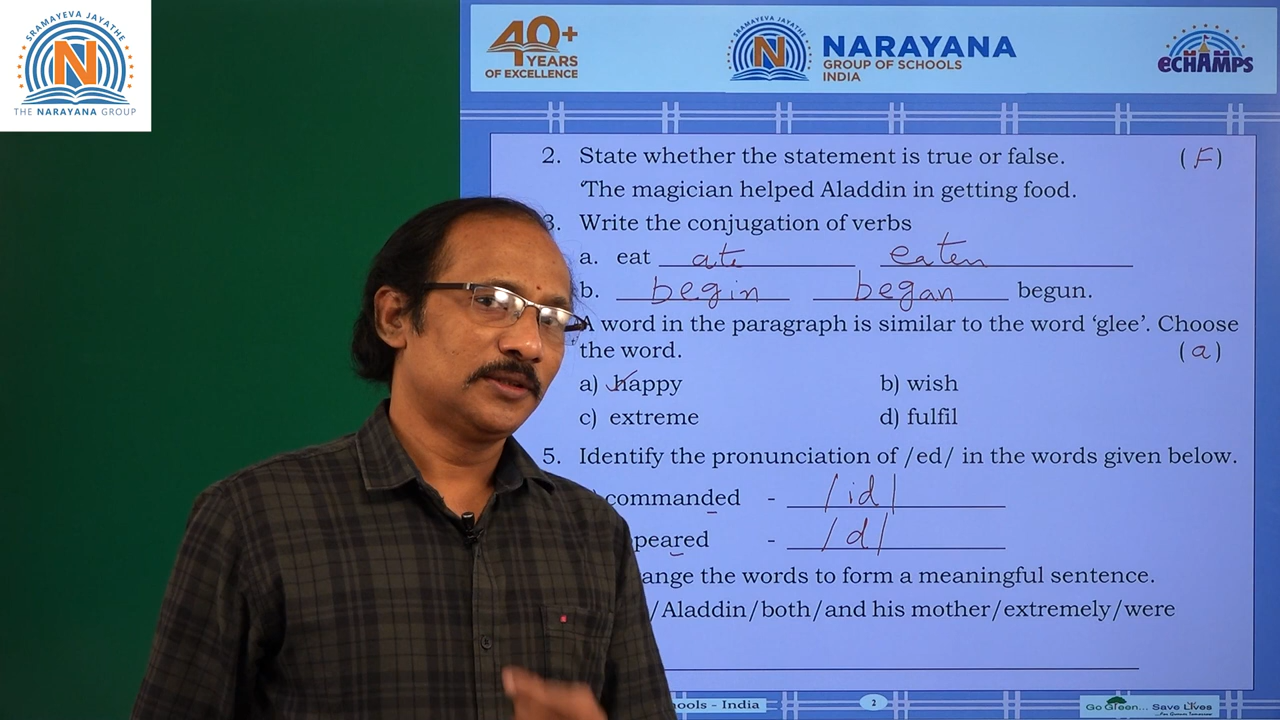 SRAMAYEVA JAYATHE
N
THE NARAYANA GROUP
40+
YEARS
OF EXCELLENCE
SRAMAYEVA JAYATHE
N
NARAYANA
GROUP OF SCHOOLS
INDIA
eCHAMPS
2. State whether the statement is true or false. (F)
‘The magician helped Aladdin in getting food.
3. Write the conjugation of verbs
a. eat ate eaten
b. begin began begun.
A word in the paragraph is similar to the word ‘glee’. Choose
the word. (a)
a) happy b) wish
c) extreme d) fulfil
5. Identify the pronunciation of /ed/ in the words given below.
commanded - /id/
peared - /d/
ange the words to form a meaningful sentence.
/Aladdin/both/and his mother/extremely/were
hools - India 2 Go Green... Save Lives